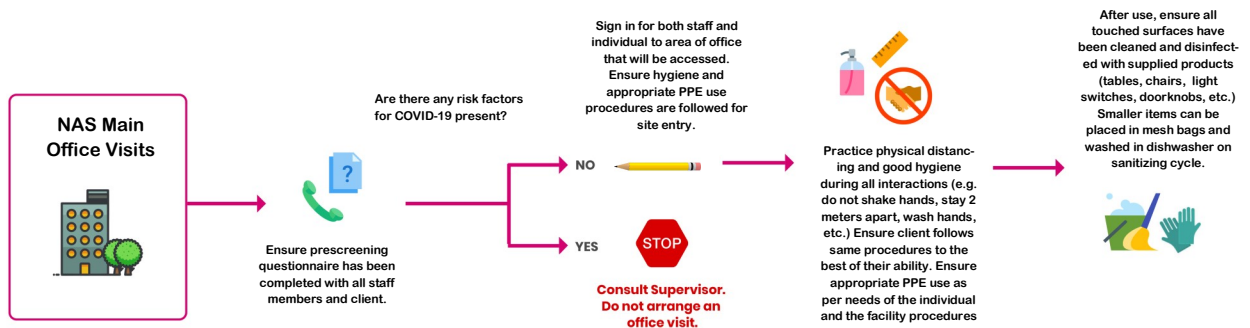 NAS Main
Office Visits
Ensure prescreening
questionnaire has been
completed with all staff
members and client.
?
Are there any risk factors
for COVID-19 present?
NO
YES
Sign in for both staff and
individual to area of office
that will be accessed.
Ensure hygiene and
appropriate PPE use
procedures are followed for
site entry.
STOP
Consult Supervisor.
Do not arrange an
office visit.
Practice physical distanc-
ing and good hygiene
during all interactions (e.g.
do not shake hands, stay 2
meters apart, wash hands,
etc.) Ensure client follows
same procedures to the
best of their ability. Ensure
appropriate PPE use as
per needs of the individual
and the facility procedures
After use, ensure all
touched surfaces have
been cleaned and disinfect-
ed with supplied products
(tables, chairs, light
switches, doorknobs, etc.)
Smaller items can be
placed in mesh bags and
washed in dishwasher on
sanitizing cycle.